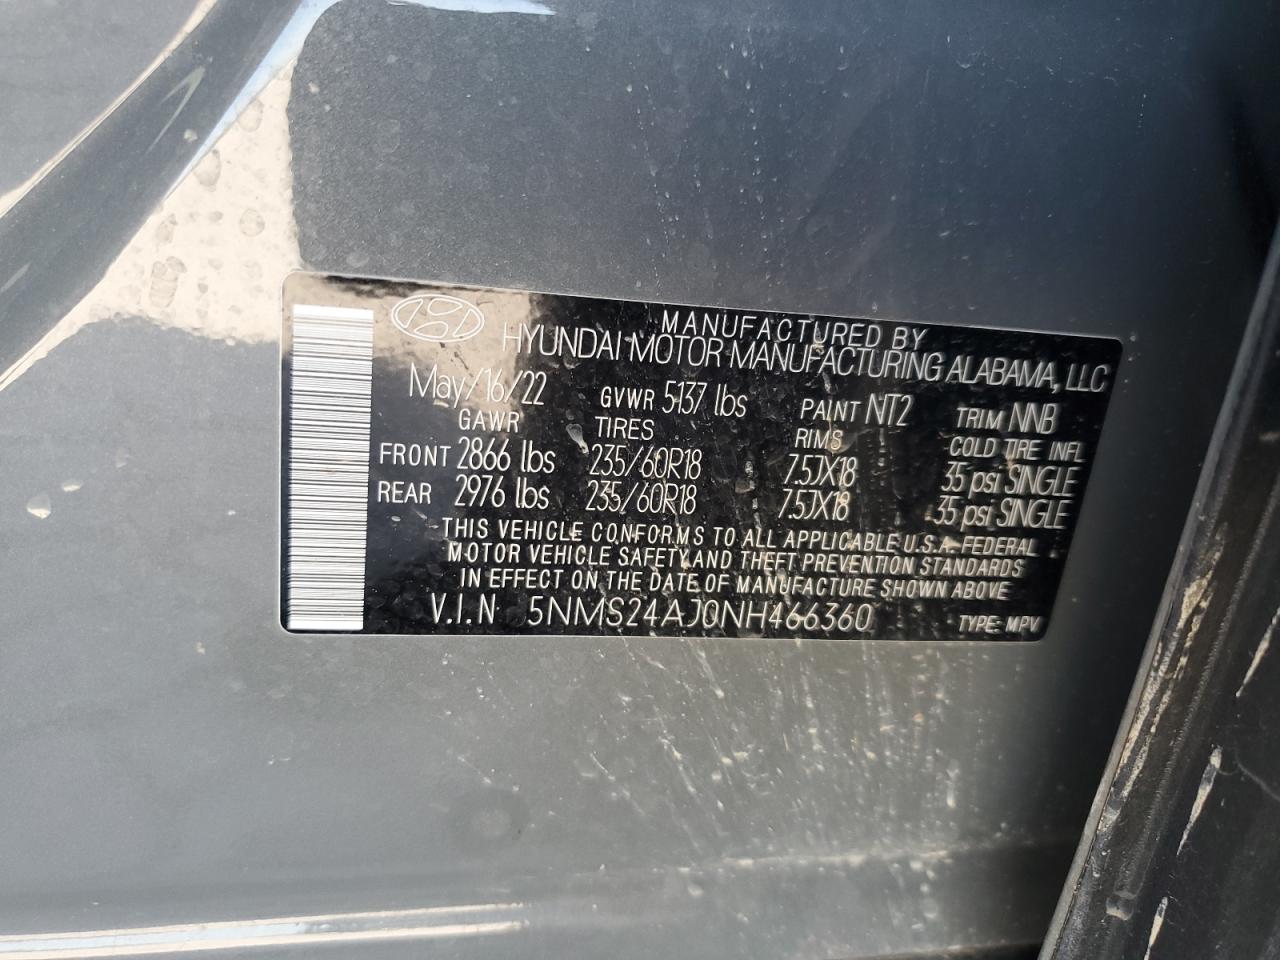 MANUFACTURED BY
HYUNDAI MOTOR MANUFACTURING ALABAMA, LLC
May/16/22 GVWR 5137 lbs PAINT NT2 TRIM NNB
GAWR TIRES RIMS COLD TIRE INFL
FRONT 2866 lbs 235/60R18 7.5JX18 35 psi SINGLE
REAR 2976 lbs 235/60R18 7.5JX18 35 psi SINGLE
THIS VEHICLE CONFORMS TO ALL APPLICABLE U.S.A. FEDERAL
MOTOR VEHICLE SAFETY AND THEFT PREVENTION STANDARDS
IN EFFECT ON THE DATE OF MANUFACTURE SHOWN ABOVE
V.I.N 5NMS24AJ0NH466360 TYPE: MPV